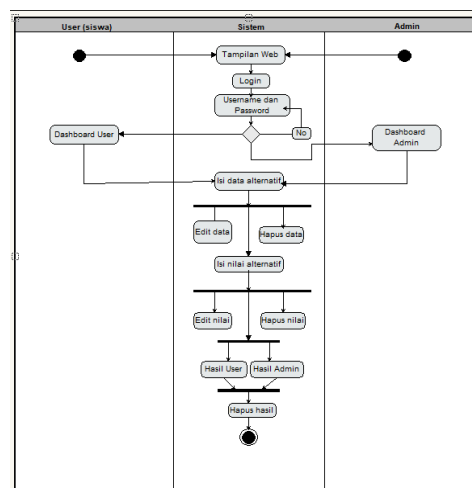 User (siswa)
Sistem
Admin
Tampilan Web
Login
Username dan
Password
No
Dashboard User
Dashboard
Admin
Isi data alternatif
Edit data
Hapus data
Isi nilai alternatif
Edit nilai
Hapus nilai
Hasil User
Hasil Admin
Hapus hasil